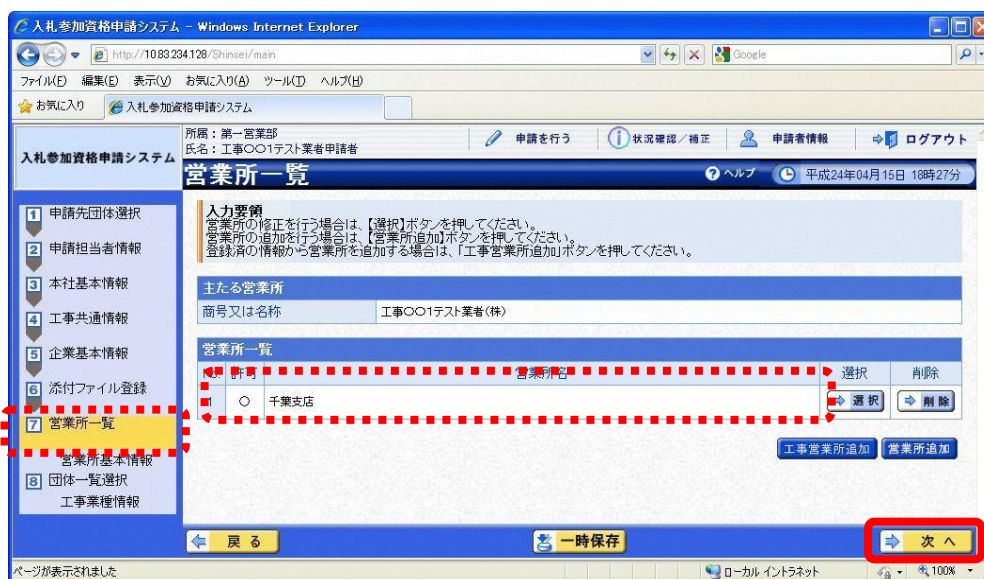 入札参加資格申請システム - Windows Internet Explorer
http://10.83.234.128/Shinsei/main
Google
ファイル(F) 編集(E) 表示(V) お気に入り(A) ツール(T) ヘルプ(H)
お気に入り 入札参加資格申請システム
入札参加資格申請システム
所属：第一営業部
氏名：工事〇〇1テスト業者申請者
申請を行う 状況確認／補正 申請者情報 ログアウト
営業所一覧
ヘルプ 平成24年04月15日 18時27分
1 申請先団体選択
2 申請担当者情報
3 本社基本情報
4 工事共通情報
5 企業基本情報
6 添付ファイル登録
7 営業所一覧
営業所基本情報
8 団体一覧選択
工事業種情報
入力要領
営業所の修正を行う場合は、【選択】ボタンを押してください。
営業所の追加を行う場合は、【営業所追加】ボタンを押してください。
登録済の情報から営業所を追加する場合は、「工事営業所追加」ボタンを押してください。
主たる営業所
商号又は名称 工事〇〇1テスト業者(株)
営業所一覧
No. 許可 営業所名 選択 削除
1 〇 千葉支店 選択 削除
工事営業所追加 営業所追加
戻る 一時保存 次へ
ページが表示されました ローカル イントラネット 100%